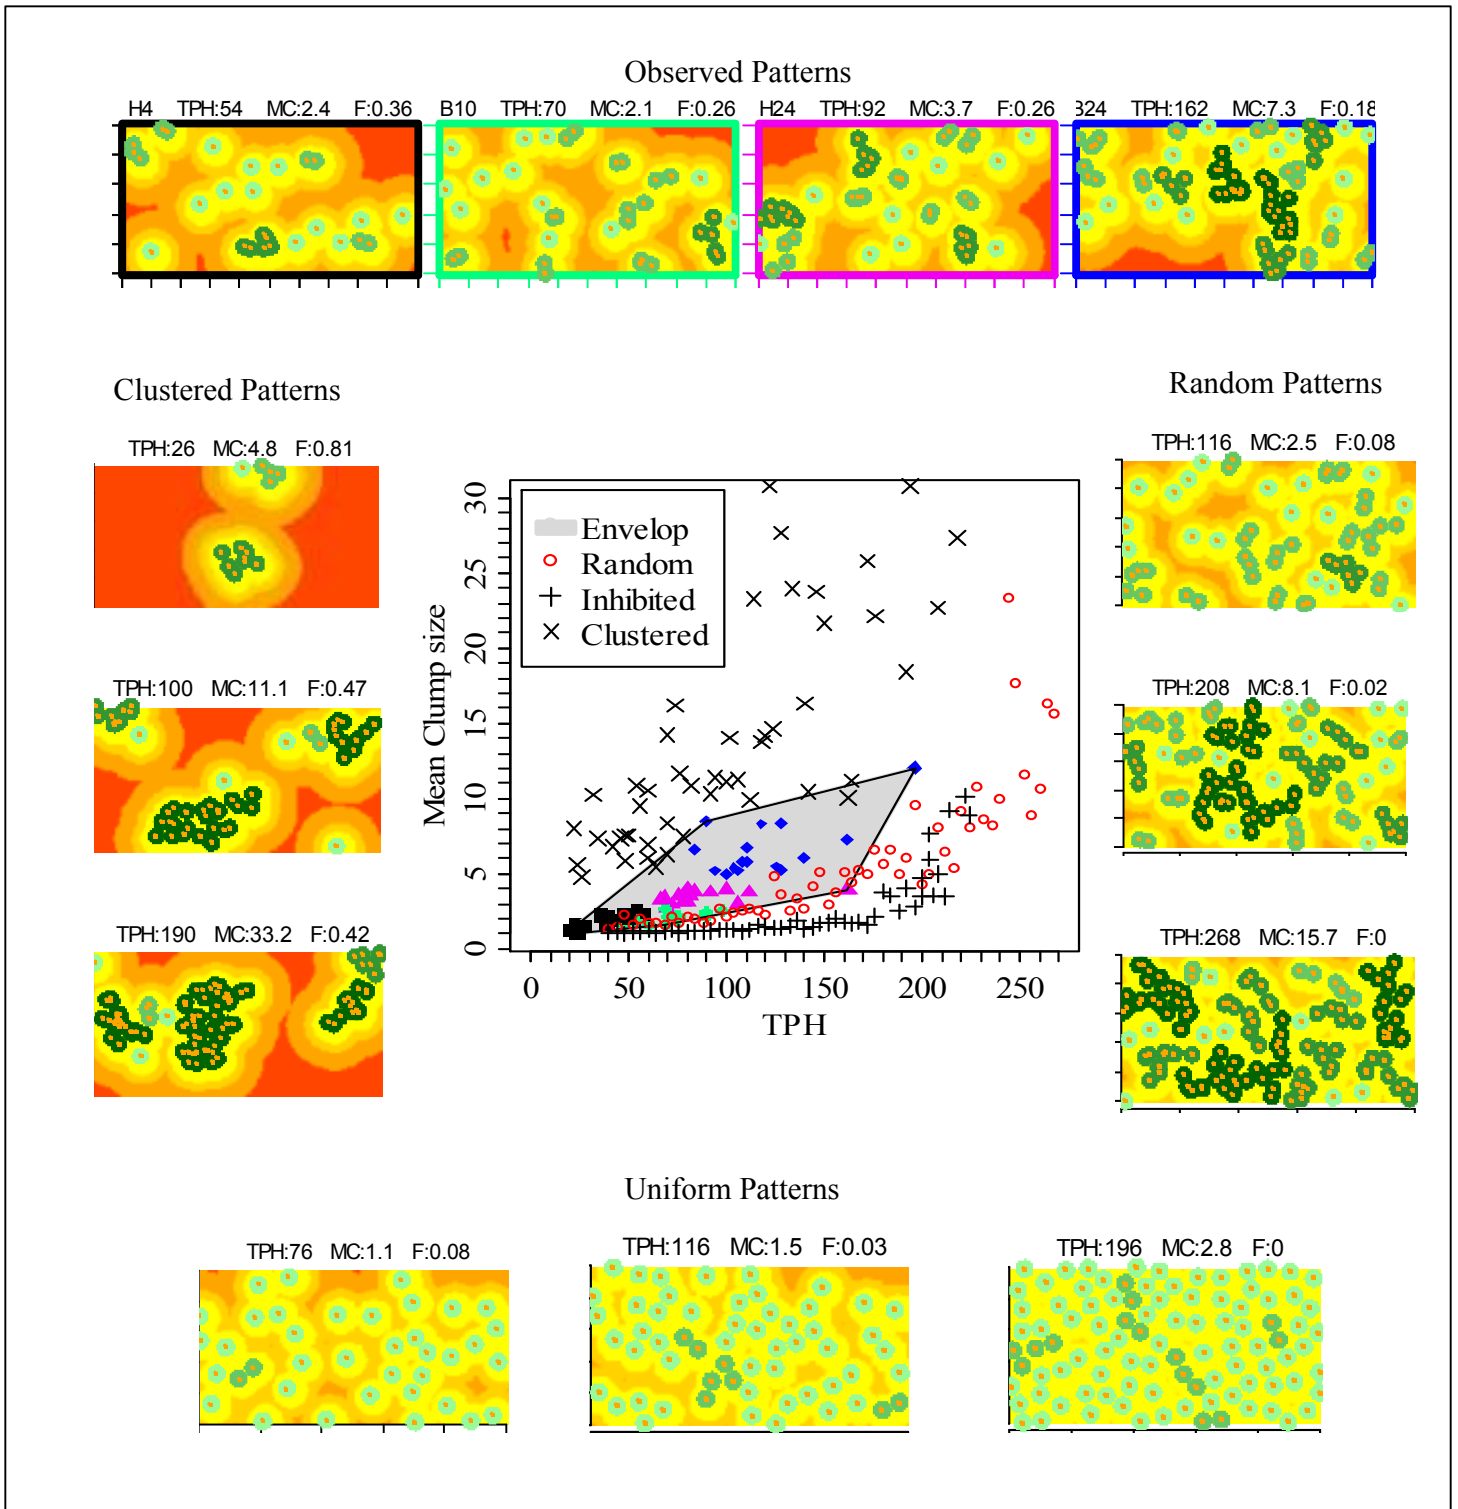 Observed Patterns
H4 TPH:54 MC:2.4 F:0.36
B10 TPH:70 MC:2.1 F:0.26
H24 TPH:92 MC:3.7 F:0.26
324 TPH:162 MC:7.3 F:0.18
Clustered Patterns
Random Patterns
TPH:26 MC:4.8 F:0.81
TPH:100 MC:11.1 F:0.47
TPH:190 MC:33.2 F:0.42
Mean Clump size
30
25
20
15
10
5
0
Envelop
Random
Inhibited
Clustered
0 50 100 150 200 250
TPH
TPH:116 MC:2.5 F:0.08
TPH:208 MC:8.1 F:0.02
TPH:268 MC:15.7 F:0
Uniform Patterns
TPH:76 MC:1.1 F:0.08
TPH:116 MC:1.5 F:0.03
TPH:196 MC:2.8 F:0